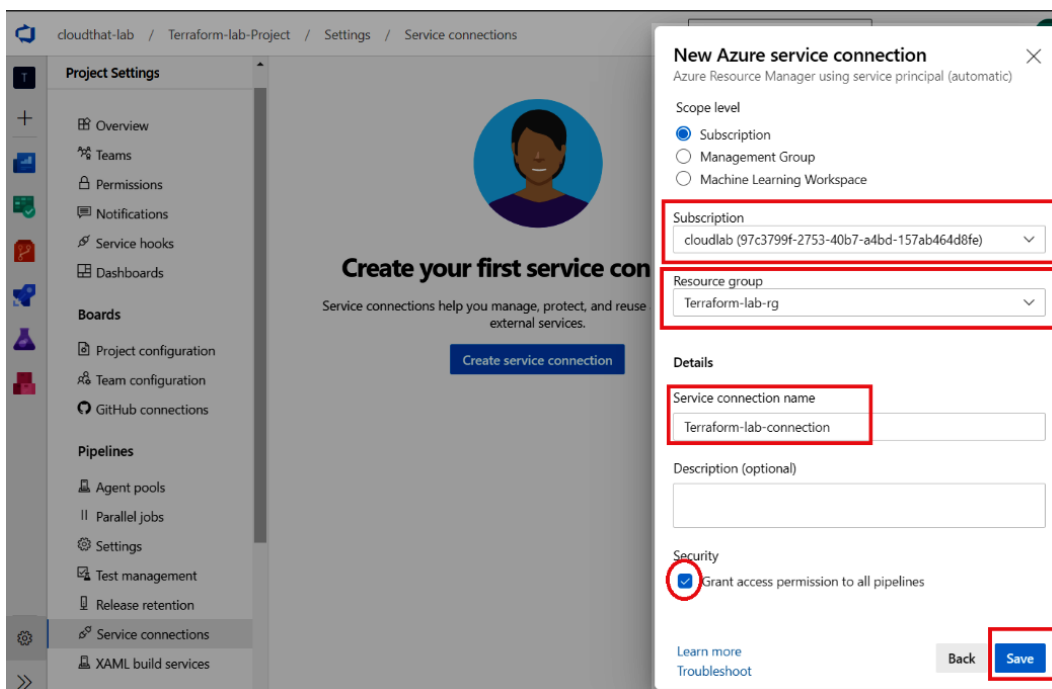 cloudthat-lab / Terraform-lab-Project / Settings / Service connections
T
Project Settings
Overview
Teams
Permissions
Notifications
Service hooks
Dashboards
Boards
Project configuration
Team configuration
GitHub connections
Pipelines
Agent pools
Parallel jobs
Settings
Test management
Release retention
Service connections
XAML build services
Create your first service con
Service connections help you manage, protect, and reuse
external services.
Create service connection
New Azure service connection
Azure Resource Manager using service principal (automatic)
Scope level
Subscription
Management Group
Machine Learning Workspace
Subscription
cloudlab (97c3799f-2753-40b7-a4bd-157ab464d8fe)
Resource group
Terraform-lab-rg
Details
Service connection name
Terraform-lab-connection
Description (optional)
Security
Grant access permission to all pipelines
Learn more
Troubleshoot
Back
Save